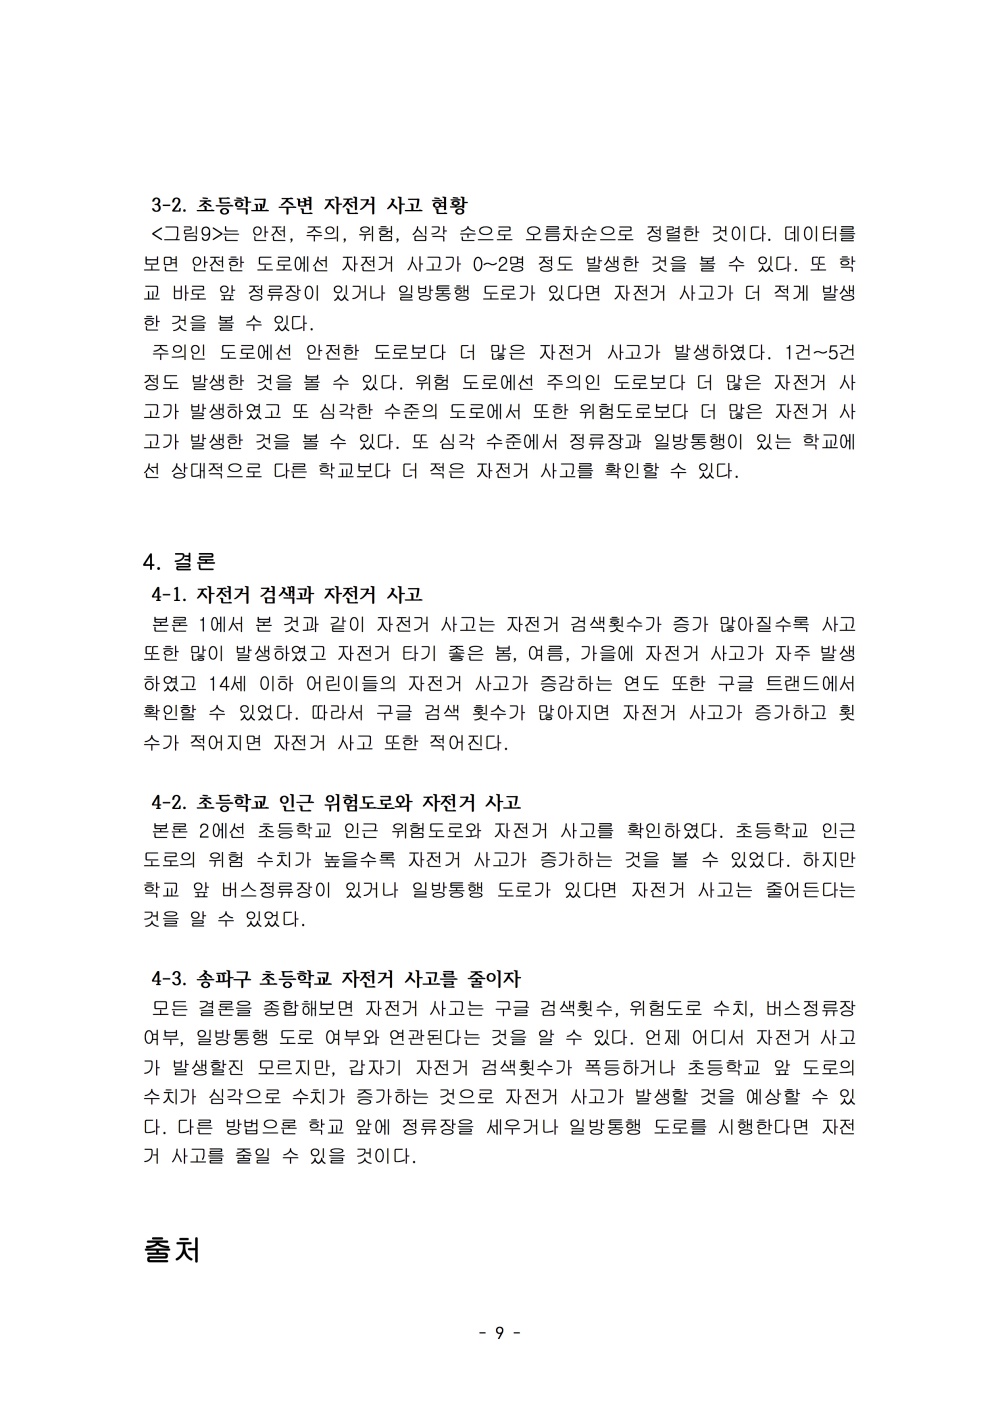 3-2. 초등학교 주변 자전거 사고 현황
<그림9>는 안전, 주의, 위험, 심각 순으로 오름차순으로 정렬한 것이다. 데이터를
보면 안전한 도로에선 자전거 사고가 0~2명 정도 발생한 것을 볼 수 있다. 또 학
교 바로 앞 정류장이 있거나 일방통행 도로가 있다면 자전거 사고가 더 적게 발생
한 것을 볼 수 있다.
주의인 도로에선 안전한 도로보다 더 많은 자전거 사고가 발생하였다. 1건~5건
정도 발생한 것을 볼 수 있다. 위험 도로에선 주의인 도로보다 더 많은 자전거 사
고가 발생하였고 또 심각한 수준의 도로에서 또한 위험도로보다 더 많은 자전거 사
고가 발생한 것을 볼 수 있다. 또 심각 수준에서 정류장과 일방통행이 있는 학교에
선 상대적으로 다른 학교보다 더 적은 자전거 사고를 확인할 수 있다.
4. 결론
4-1. 자전거 검색과 자전거 사고
본론 1에서 본 것과 같이 자전거 사고는 자전거 검색횟수가 증가 많아질수록 사고
또한 많이 발생하였고 자전거 타기 좋은 봄, 여름, 가을에 자전거 사고가 자주 발생
하였고 14세 이하 어린이들의 자전거 사고가 증감하는 연도 또한 구글 트랜드에서
확인할 수 있었다. 따라서 구글 검색 횟수가 많아지면 자전거 사고가 증가하고 횟
수가 적어지면 자전거 사고 또한 적어진다.
4-2. 초등학교 인근 위험도로와 자전거 사고
본론 2에선 초등학교 인근 위험도로와 자전거 사고를 확인하였다. 초등학교 인근
도로의 위험 수치가 높을수록 자전거 사고가 증가하는 것을 볼 수 있었다. 하지만
학교 앞 버스정류장이 있거나 일방통행 도로가 있다면 자전거 사고는 줄어든다는
것을 알 수 있었다.
4-3. 송파구 초등학교 자전거 사고를 줄이자
모든 결론을 종합해보면 자전거 사고는 구글 검색횟수, 위험도로 수치, 버스정류장
여부, 일방통행 도로 여부와 연관된다는 것을 알 수 있다. 언제 어디서 자전거 사고
가 발생할진 모르지만, 갑자기 자전거 검색횟수가 폭등하거나 초등학교 앞 도로의
수치가 심각으로 수치가 증가하는 것으로 자전거 사고가 발생할 것을 예상할 수 있
다. 다른 방법으론 학교 앞에 정류장을 세우거나 일방통행 도로를 시행한다면 자전
거 사고를 줄일 수 있을 것이다.
출처
- 9 -